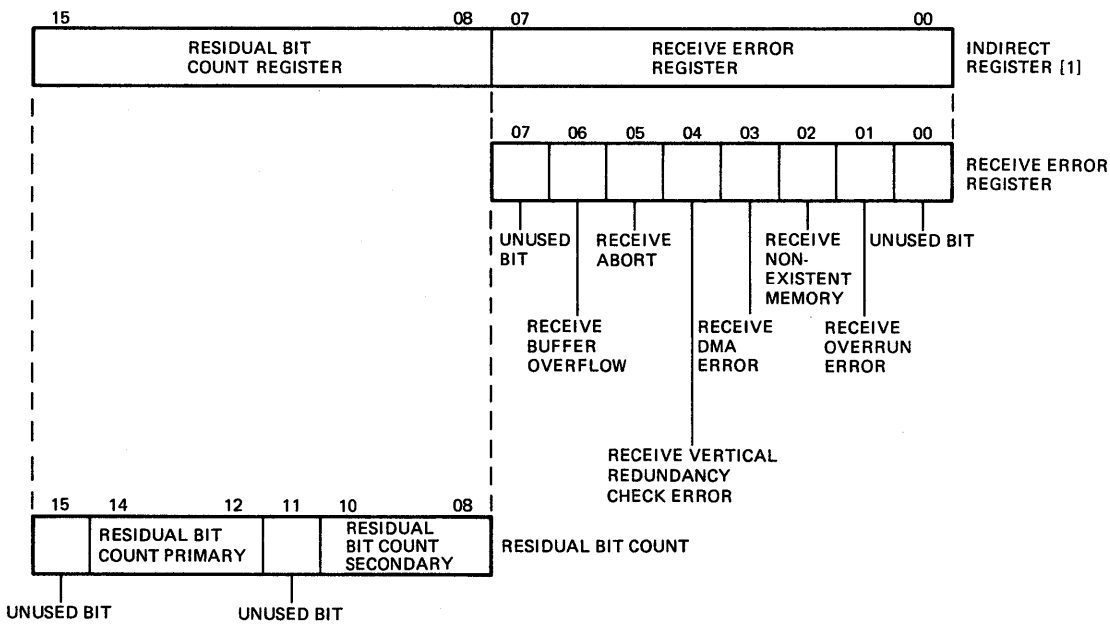 15 08 07 00
RESIDUAL BIT
COUNT REGISTER
RECEIVE ERROR
REGISTER
INDIRECT
REGISTER [1]
07 06 05 04 03 02 01 00
RECEIVE ERROR
REGISTER
UNUSED
BIT
RECEIVE
ABORT
RECEIVE
NON-
EXISTENT
MEMORY
UNUSED BIT
RECEIVE
BUFFER
OVERFLOW
RECEIVE
DMA
ERROR
RECEIVE
OVERRUN
ERROR
RECEIVE VERTICAL
REDUNDANCY
CHECK ERROR
15 14 12 11 10 08
RESIDUAL BIT
COUNT PRIMARY
RESIDUAL
BIT COUNT
SECONDARY
RESIDUAL BIT COUNT
UNUSED BIT
UNUSED BIT